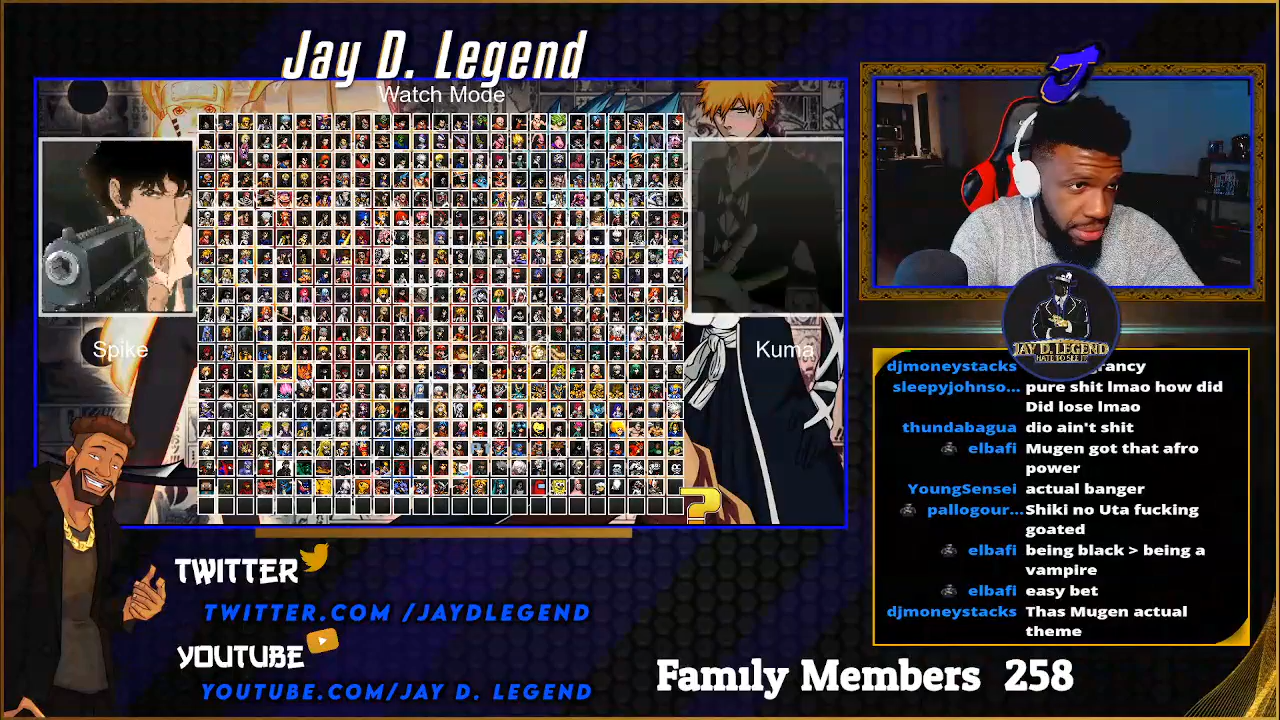 Jay D. Legend
Watch Mode
Spike
Kuma
J
JAY D. LEGEND
djmoneystacks
sleepyjohnso... pure shit lmao how did
Did lose lmao
thundabagua dio ain't shit
elbafi Mugen got that afro
power
YoungSensei actual banger
pallogour... Shiki no Uta fucking
goated
elbafi being black > being a
vampire
elbafi easy bet
djmoneystacks Thas Mugen actual
theme
?
TWITTER
TWITTER.COM /JAYDLEGEND
YOUTUBE
YOUTUBE.COM/JAY D. LEGEND
Family Members 258